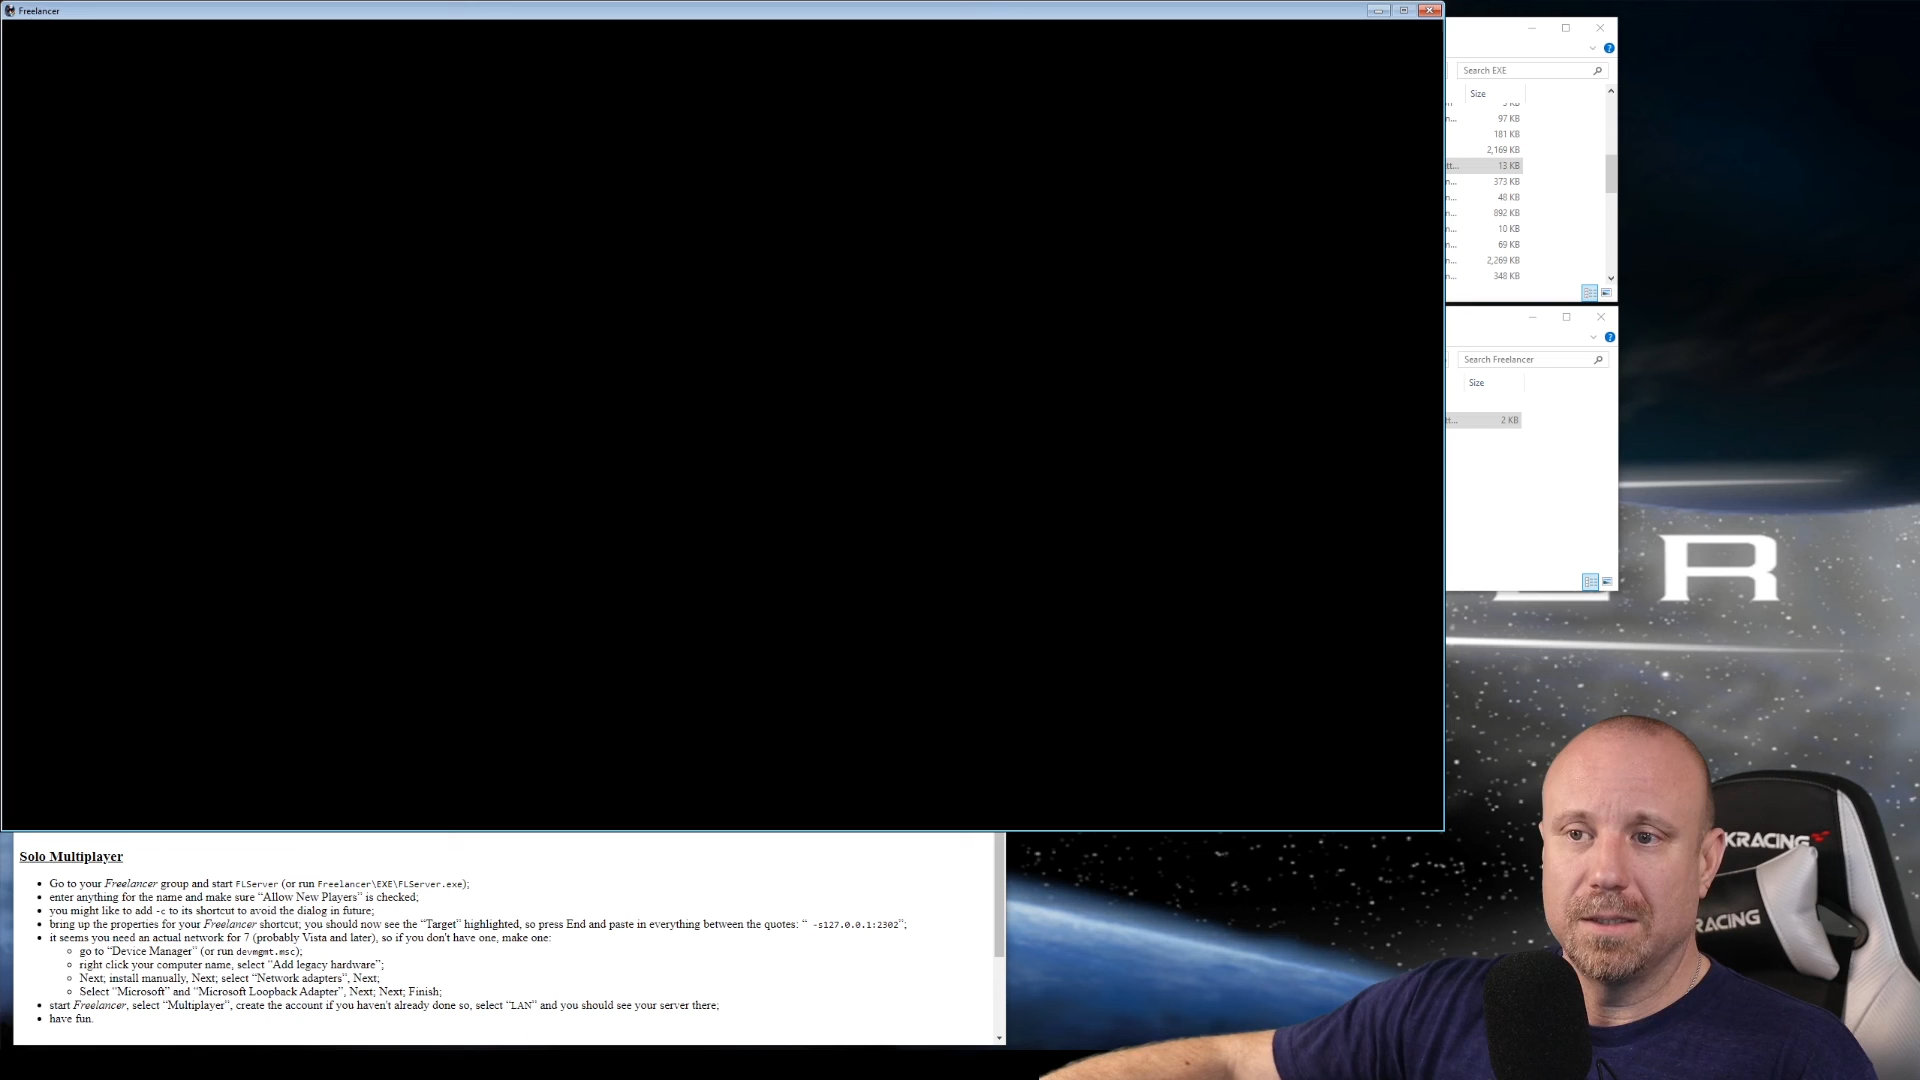 Freelancer
Search EXE
Size
97 KB
181 KB
2,169 KB
tt... 13 KB
n... 373 KB
n... 48 KB
n... 892 KB
n... 10 KB
n... 69 KB
n... 2,269 KB
n... 348 KB
Search Freelancer
Size
tt... 2 KB
R
Solo Multiplayer
• Go to your Freelancer group and start FLServer (or run Freelancer\EXE\FLServer.exe);
• enter anything for the name and make sure “Allow New Players” is checked;
• you might like to add -c to its shortcut to avoid the dialog in future;
• bring up the properties for your Freelancer shortcut; you should now see the “Target” highlighted, so press End and paste in everything between the quotes: “ -s127.0.0.1:2302”;
• it seems you need an actual network for 7 (probably Vista and later), so if you don't have one, make one:
◦ go to “Device Manager” (or run devmgmt.msc);
◦ right click your computer name, select “Add legacy hardware”;
◦ Next; install manually, Next; select “Network adapters”, Next;
◦ Select “Microsoft” and “Microsoft Loopback Adapter”, Next; Next; Finish;
• start Freelancer, select “Multiplayer”, create the account if you haven't already done so, select “LAN” and you should see your server there;
• have fun.
KRACING
RACING